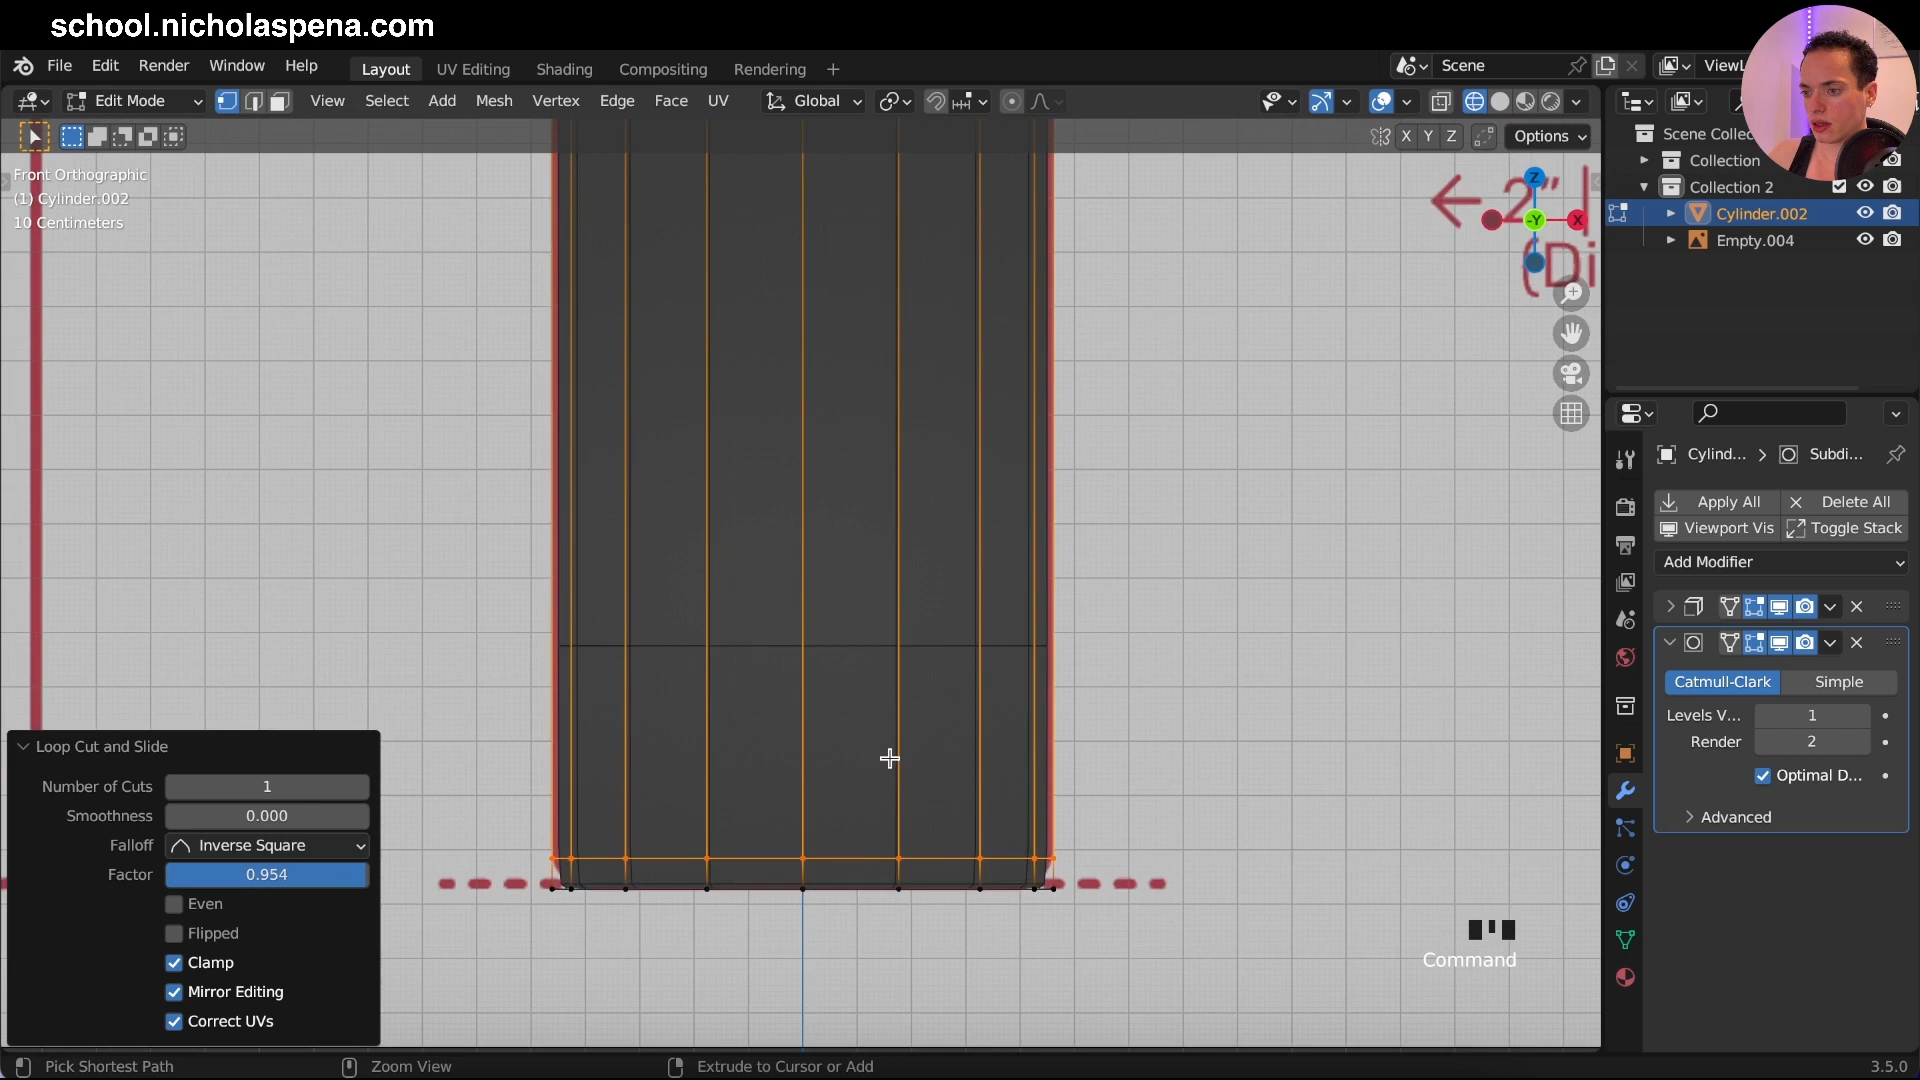 school.nicholaspena.com
File Edit Render Window Help Layout UV Editing Shading Compositing Rendering + Scene ViewL
Edit Mode View Select Add Mesh Vertex Edge Face UV Global
X Y Z Options
Front Orthographic
(1) Cylinder.002
10 Centimeters
2"
(Di
Z
-Y X
Scene Collec
Collection
Collection 2
Cylinder.002
Empty.004
Cylind... > Subdi...
Apply All Delete All
Viewport Vis Toggle Stack
Add Modifier
Catmull-Clark Simple
Levels V... 1
Render 2
Optimal D...
Advanced
Loop Cut and Slide
Number of Cuts 1
Smoothness 0.000
Falloff Inverse Square
Factor 0.954
Even
Flipped
Clamp
Mirror Editing
Correct UVs
Command
Pick Shortest Path Zoom View Extrude to Cursor or Add 3.5.0